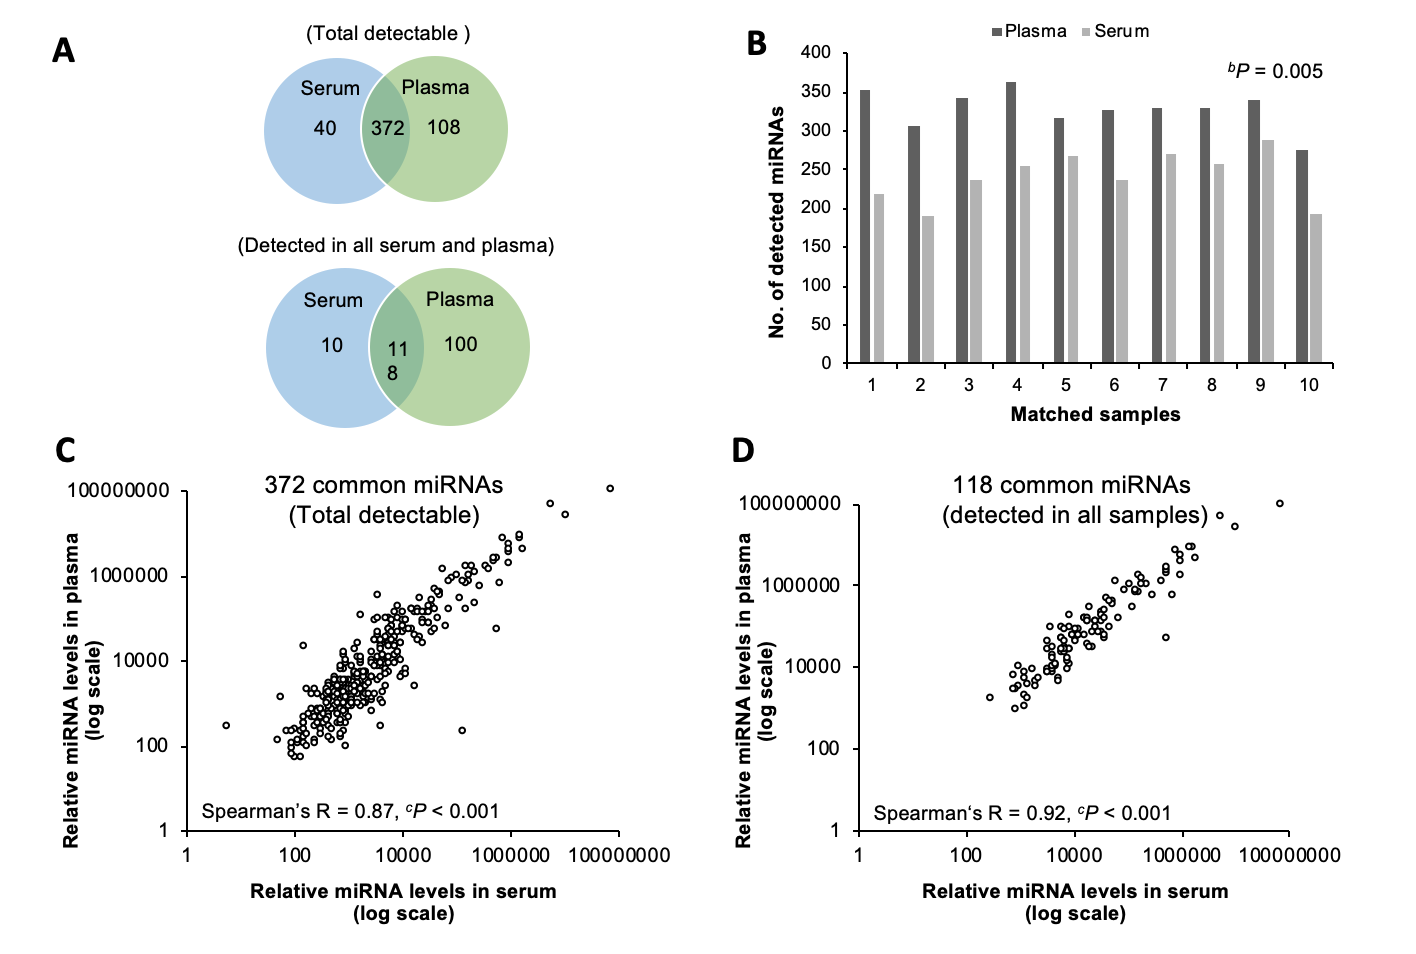 A
(Total detectable )
Serum
Plasma
40
372
108
(Detected in all serum and plasma)
Serum
Plasma
10
11
8
100
B
Plasma
Serum
ᵇP = 0.005
No. of detected miRNAs
400
350
300
250
200
150
100
50
0
1 2 3 4 5 6 7 8 9 10
Matched samples
C
372 common miRNAs
(Total detectable)
Relative miRNA levels in plasma
(log scale)
100000000
1000000
10000
100
1
Spearman’s R = 0.87, ᶜP < 0.001
1 100 10000 1000000 100000000
Relative miRNA levels in serum
(log scale)
D
118 common miRNAs
(detected in all samples)
Relative miRNA levels in plasma
(log scale)
100000000
1000000
10000
100
1
Spearman‘s R = 0.92, ᶜP < 0.001
1 100 10000 1000000 100000000
Relative miRNA levels in serum
(log scale)